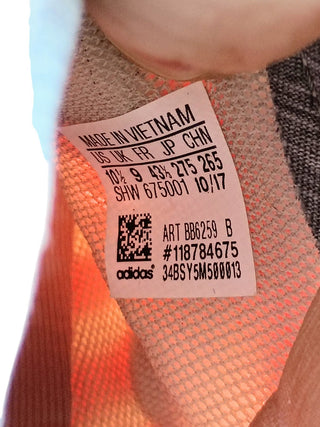 MADE IN VIETNAM
US UK FR JP CHN
10½ 9 43⅓ 275 265
SHW 675001 10/17
ART BB6259 B
#118784675
adidas 34BSY5M500013